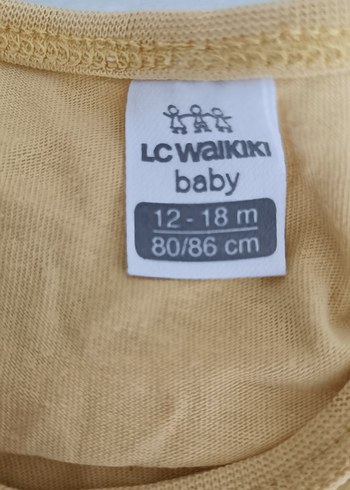 LC WAIKIKI
baby
12 - 18 m
80/86 cm